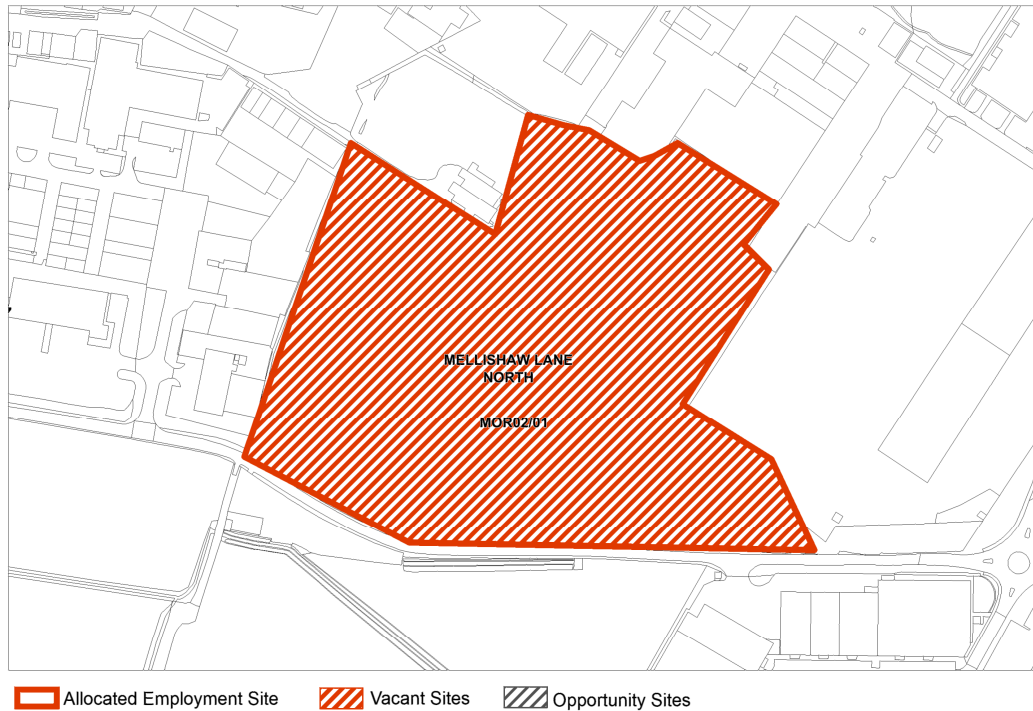 MELLISHAW LANE
NORTH
MOR02/01
Allocated Employment Site Vacant Sites Opportunity Sites